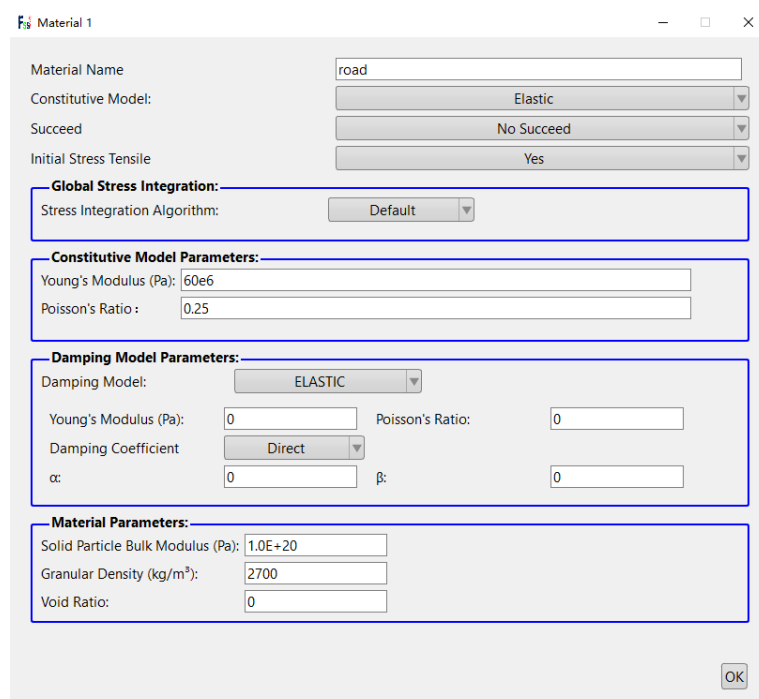 Material 1
Material Name road
Constitutive Model: Elastic
Succeed No Succeed
Initial Stress Tensile Yes
Global Stress Integration:
Stress Integration Algorithm: Default
Constitutive Model Parameters:
Young's Modulus (Pa): 60e6
Poisson's Ratio： 0.25
Damping Model Parameters:
Damping Model: ELASTIC
Young's Modulus (Pa): 0 Poisson's Ratio: 0
Damping Coefficient Direct
α: 0 β: 0
Material Parameters:
Solid Particle Bulk Modulus (Pa): 1.0E+20
Granular Density (kg/m³): 2700
Void Ratio: 0
OK